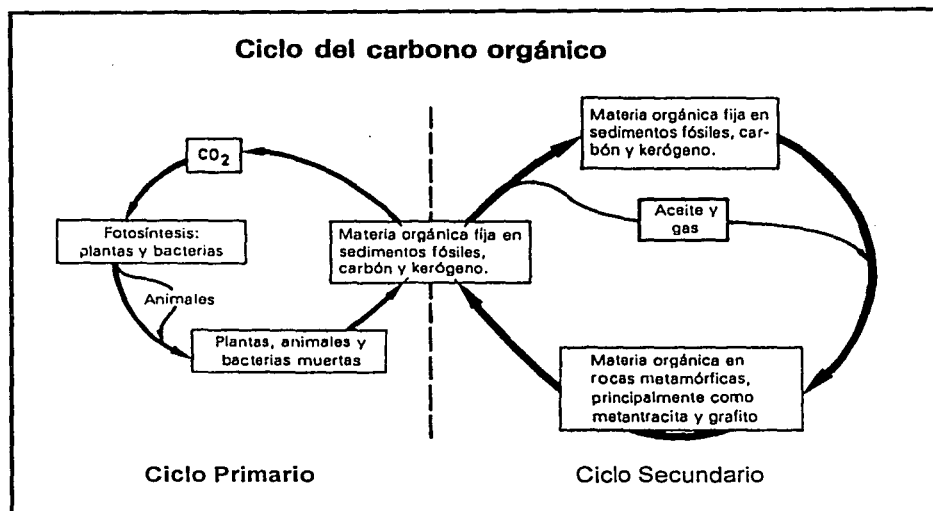 Ciclo del carbono orgánico
CO2
Fotosíntesis:
plantas y bacterias
Animales
Plantas, animales y
bacterias muertas
Materia orgánica fija en
sedimentos fósiles,
carbón y kerógeno.
Materia orgánica fija en
sedimentos fósiles, car-
bón y kerógeno.
Aceite y
gas
Materia orgánica en
rocas metamórficas,
principalmente como
metantracita y grafito
Ciclo Primario
Ciclo Secundario